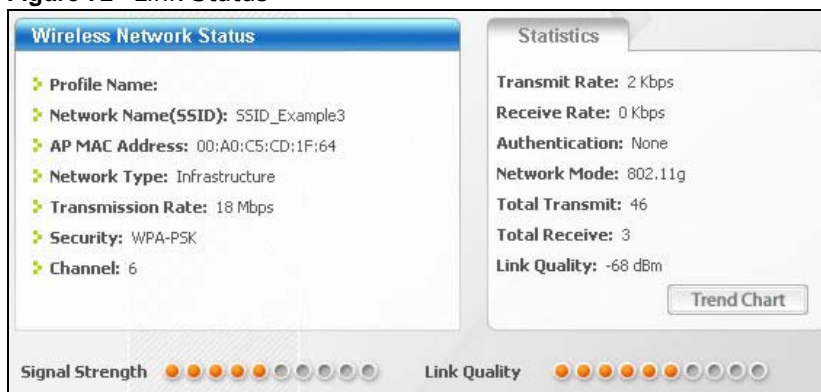 Wireless Network Status
Profile Name:
Network Name(SSID): SSID_Example3
AP MAC Address: 00:A0:C5:CD:1F:64
Network Type: Infrastructure
Transmission Rate: 18 Mbps
Security: WPA-PSK
Channel: 6
Statistics
Transmit Rate: 2 Kbps
Receive Rate: 0 Kbps
Authentication: None
Network Mode: 802.11g
Total Transmit: 46
Total Receive: 3
Link Quality: -68 dBm
Trend Chart
Signal Strength
Link Quality